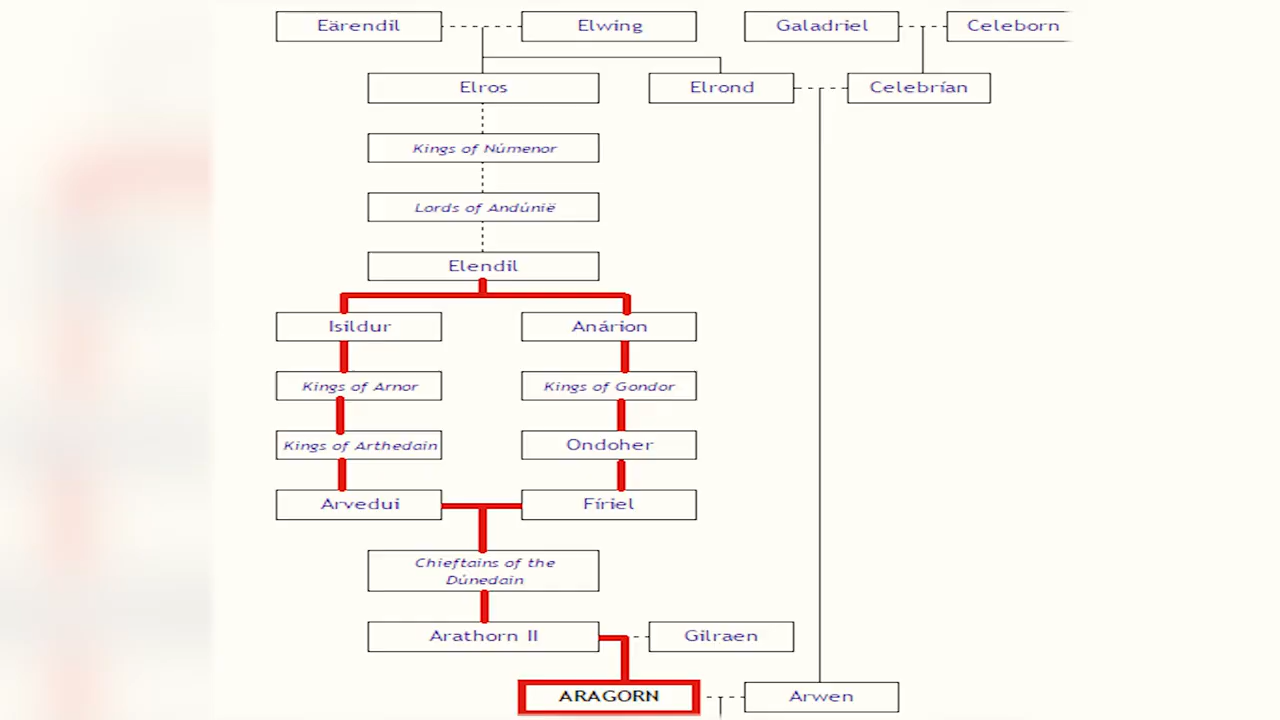 Eärendil
Elwing
Galadriel
Celeborn
Elros
Elrond
Celebrían
Kings of Númenor
Lords of Andúnië
Elendil
Isildur
Anárion
Kings of Arnor
Kings of Gondor
Kings of Arthedain
Ondoher
Arvedui
Fíriel
Chieftains of the
Dúnedain
Arathorn II
Gilraen
ARAGORN
Arwen